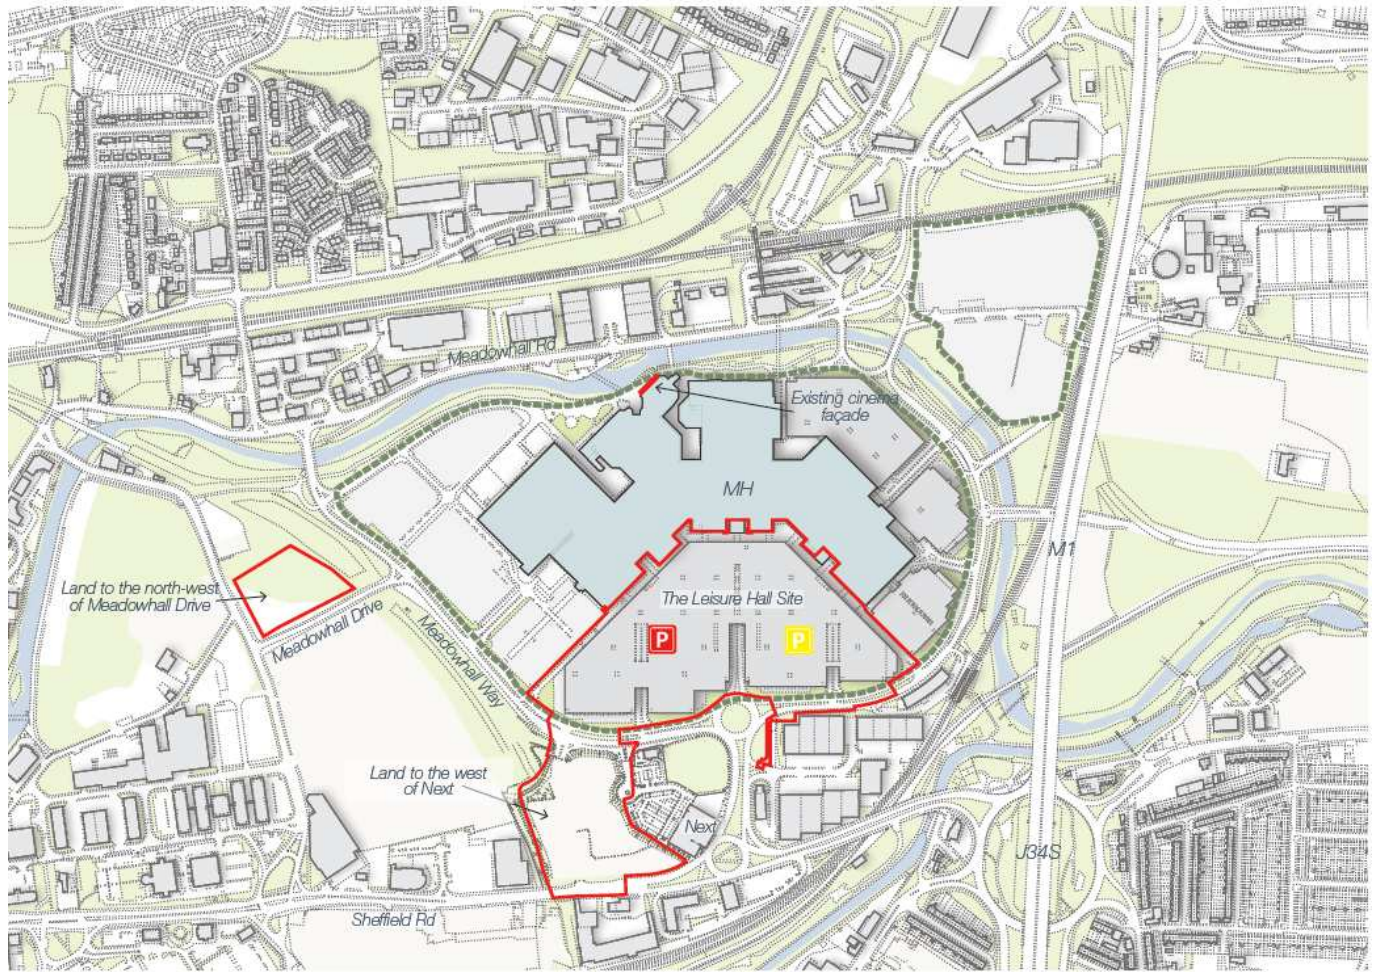 Meadowhall Rd
Existing cinema
façade
MH
M1
Land to the north-west
of Meadowhall Drive
The Leisure Hall Site
Meadowhall Drive
P
P
Meadowhall Way
Land to the west
of Next
Next
J34S
Sheffield Rd